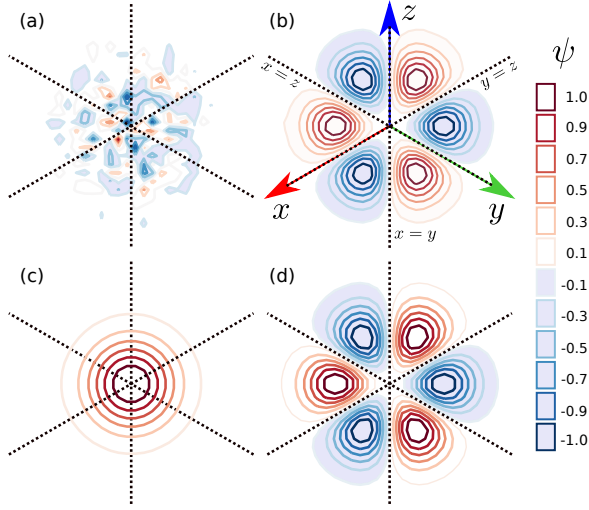 (a)
(b)
z
ψ
x = z
y = z
x
y
x = y
(c)
(d)
1.0
0.9
0.7
0.5
0.3
0.1
-0.1
-0.3
-0.5
-0.7
-0.9
-1.0